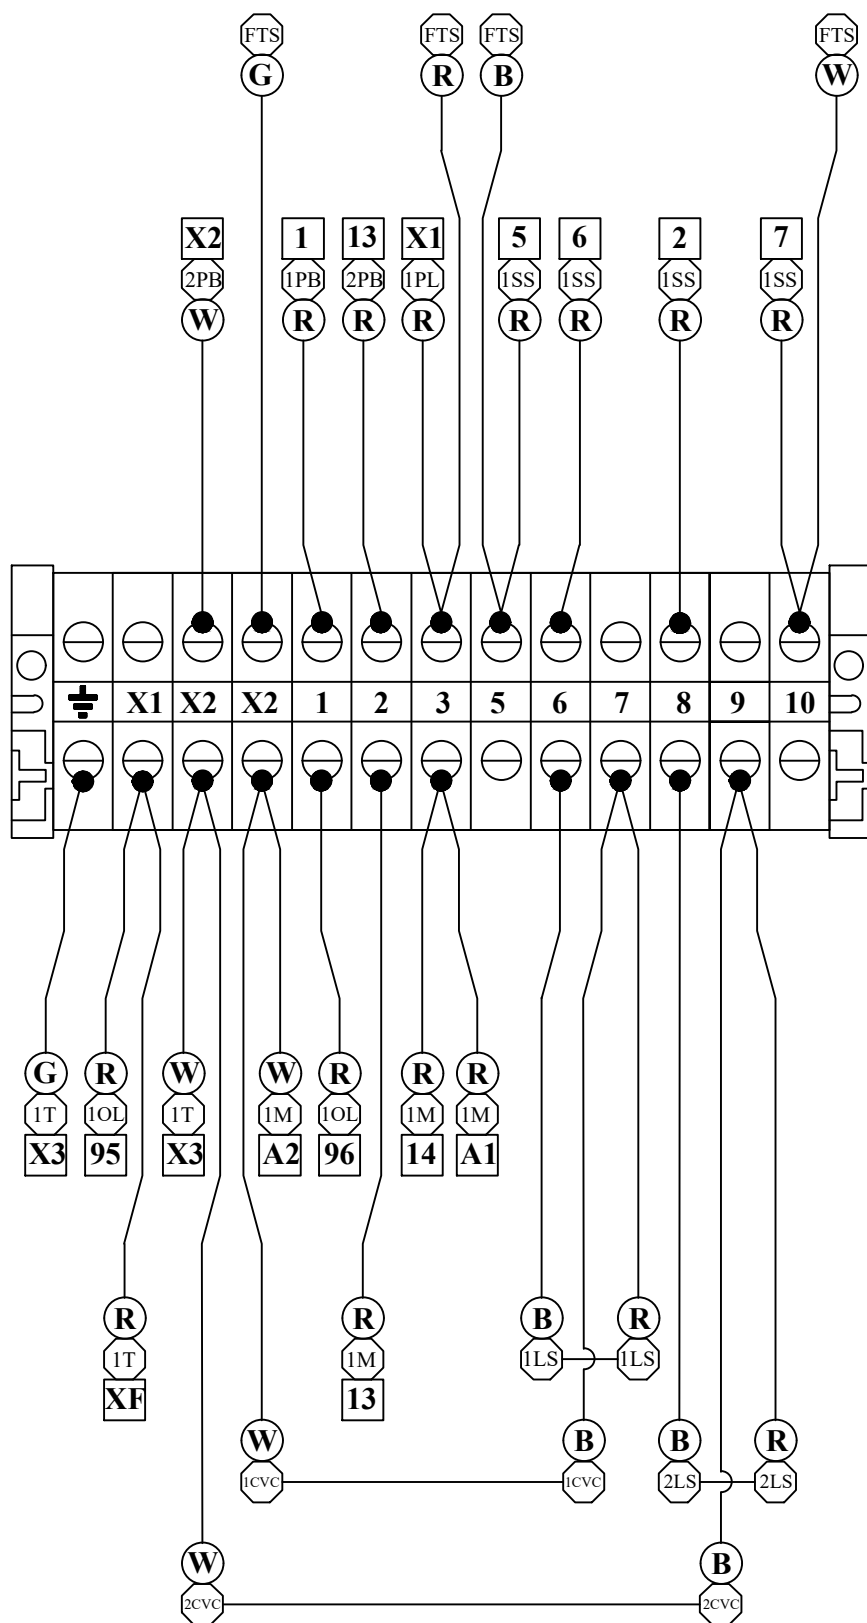 FTS FTS FTS FTS
G R B W
X2 1 13 X1 5 6 2 7
2PB 1PB 2PB 1PL 1SS 1SS 1SS 1SS
W R R R R R R R
X1 X2 X2 1 2 3 5 6 7 8 9 10
G R W W R R R
1T 1OL 1T 1M 1OL 1M 1M
X3 95 X3 A2 96 14 A1
R R B R
1T 1M 1LS 1LS
XF 13
W B B R
1CVC 1CVC 2LS 2LS
W B
2CVC 2CVC